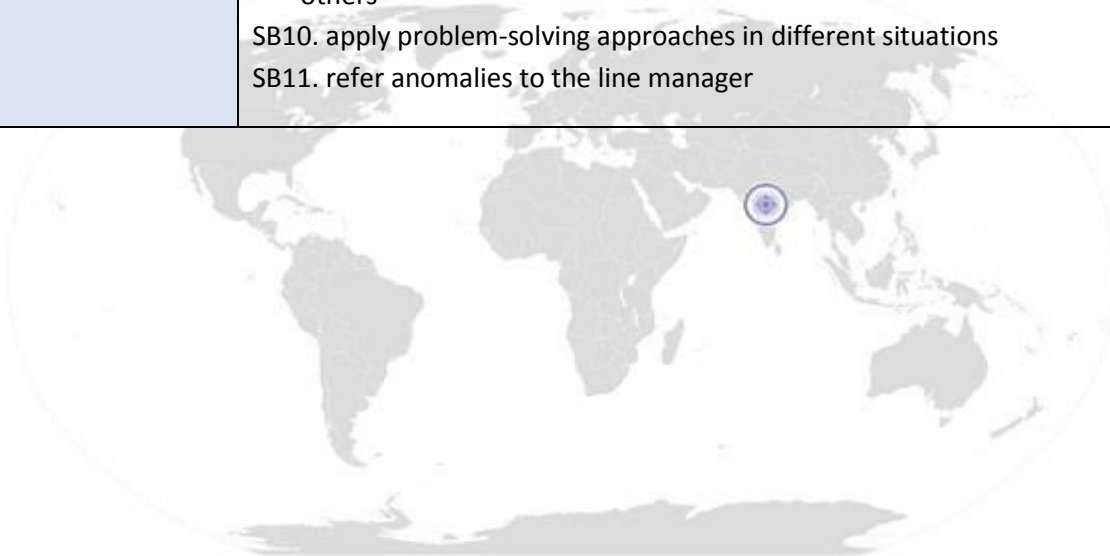 others
SB10. apply problem-solving approaches in different situations
SB11. refer anomalies to the line manager